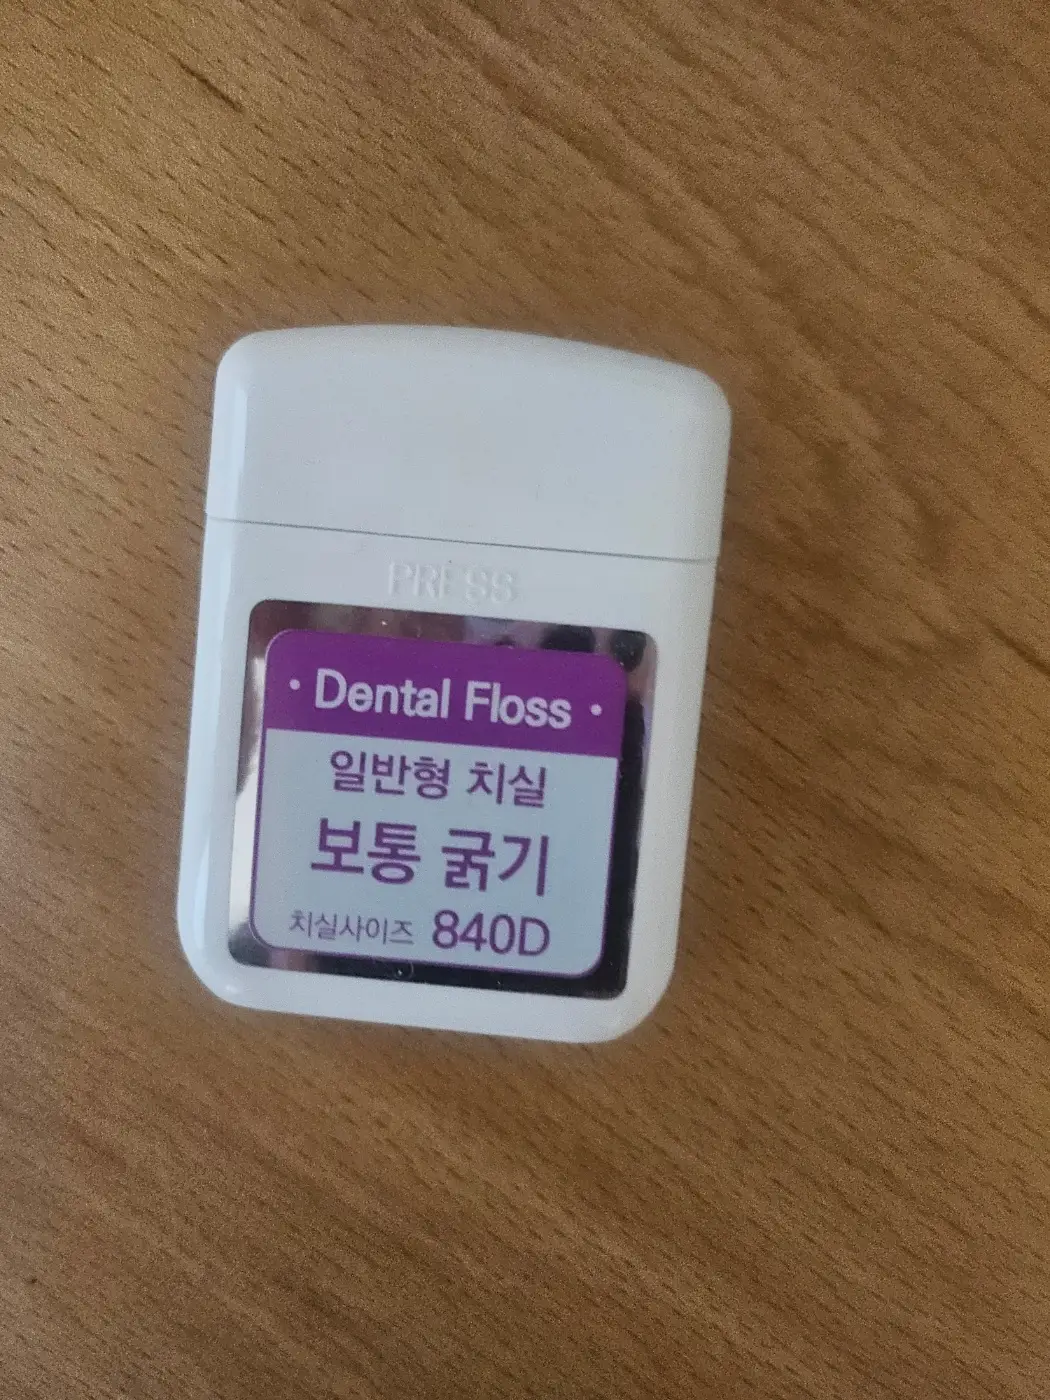 PRESS
· Dental Floss ·
일반형 치실
보통 굵기
치실사이즈 840D